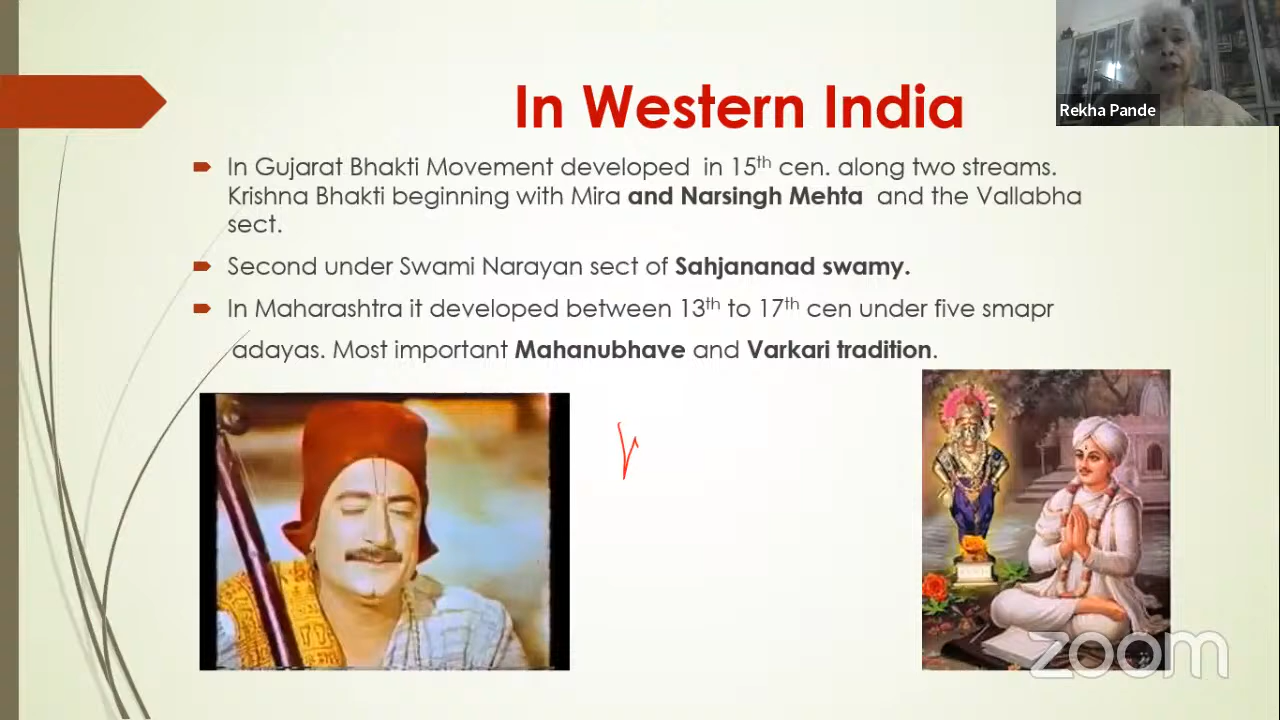 In Western India
Rekha Pande
In Gujarat Bhakti Movement developed in 15th cen. along two streams.
Krishna Bhakti beginning with Mira and Narsingh Mehta and the Vallabha
sect.
Second under Swami Narayan sect of Sahjananad swamy.
In Maharashtra it developed between 13th to 17th cen under five smapr
adayas. Most important Mahanubhave and Varkari tradition.
zoom